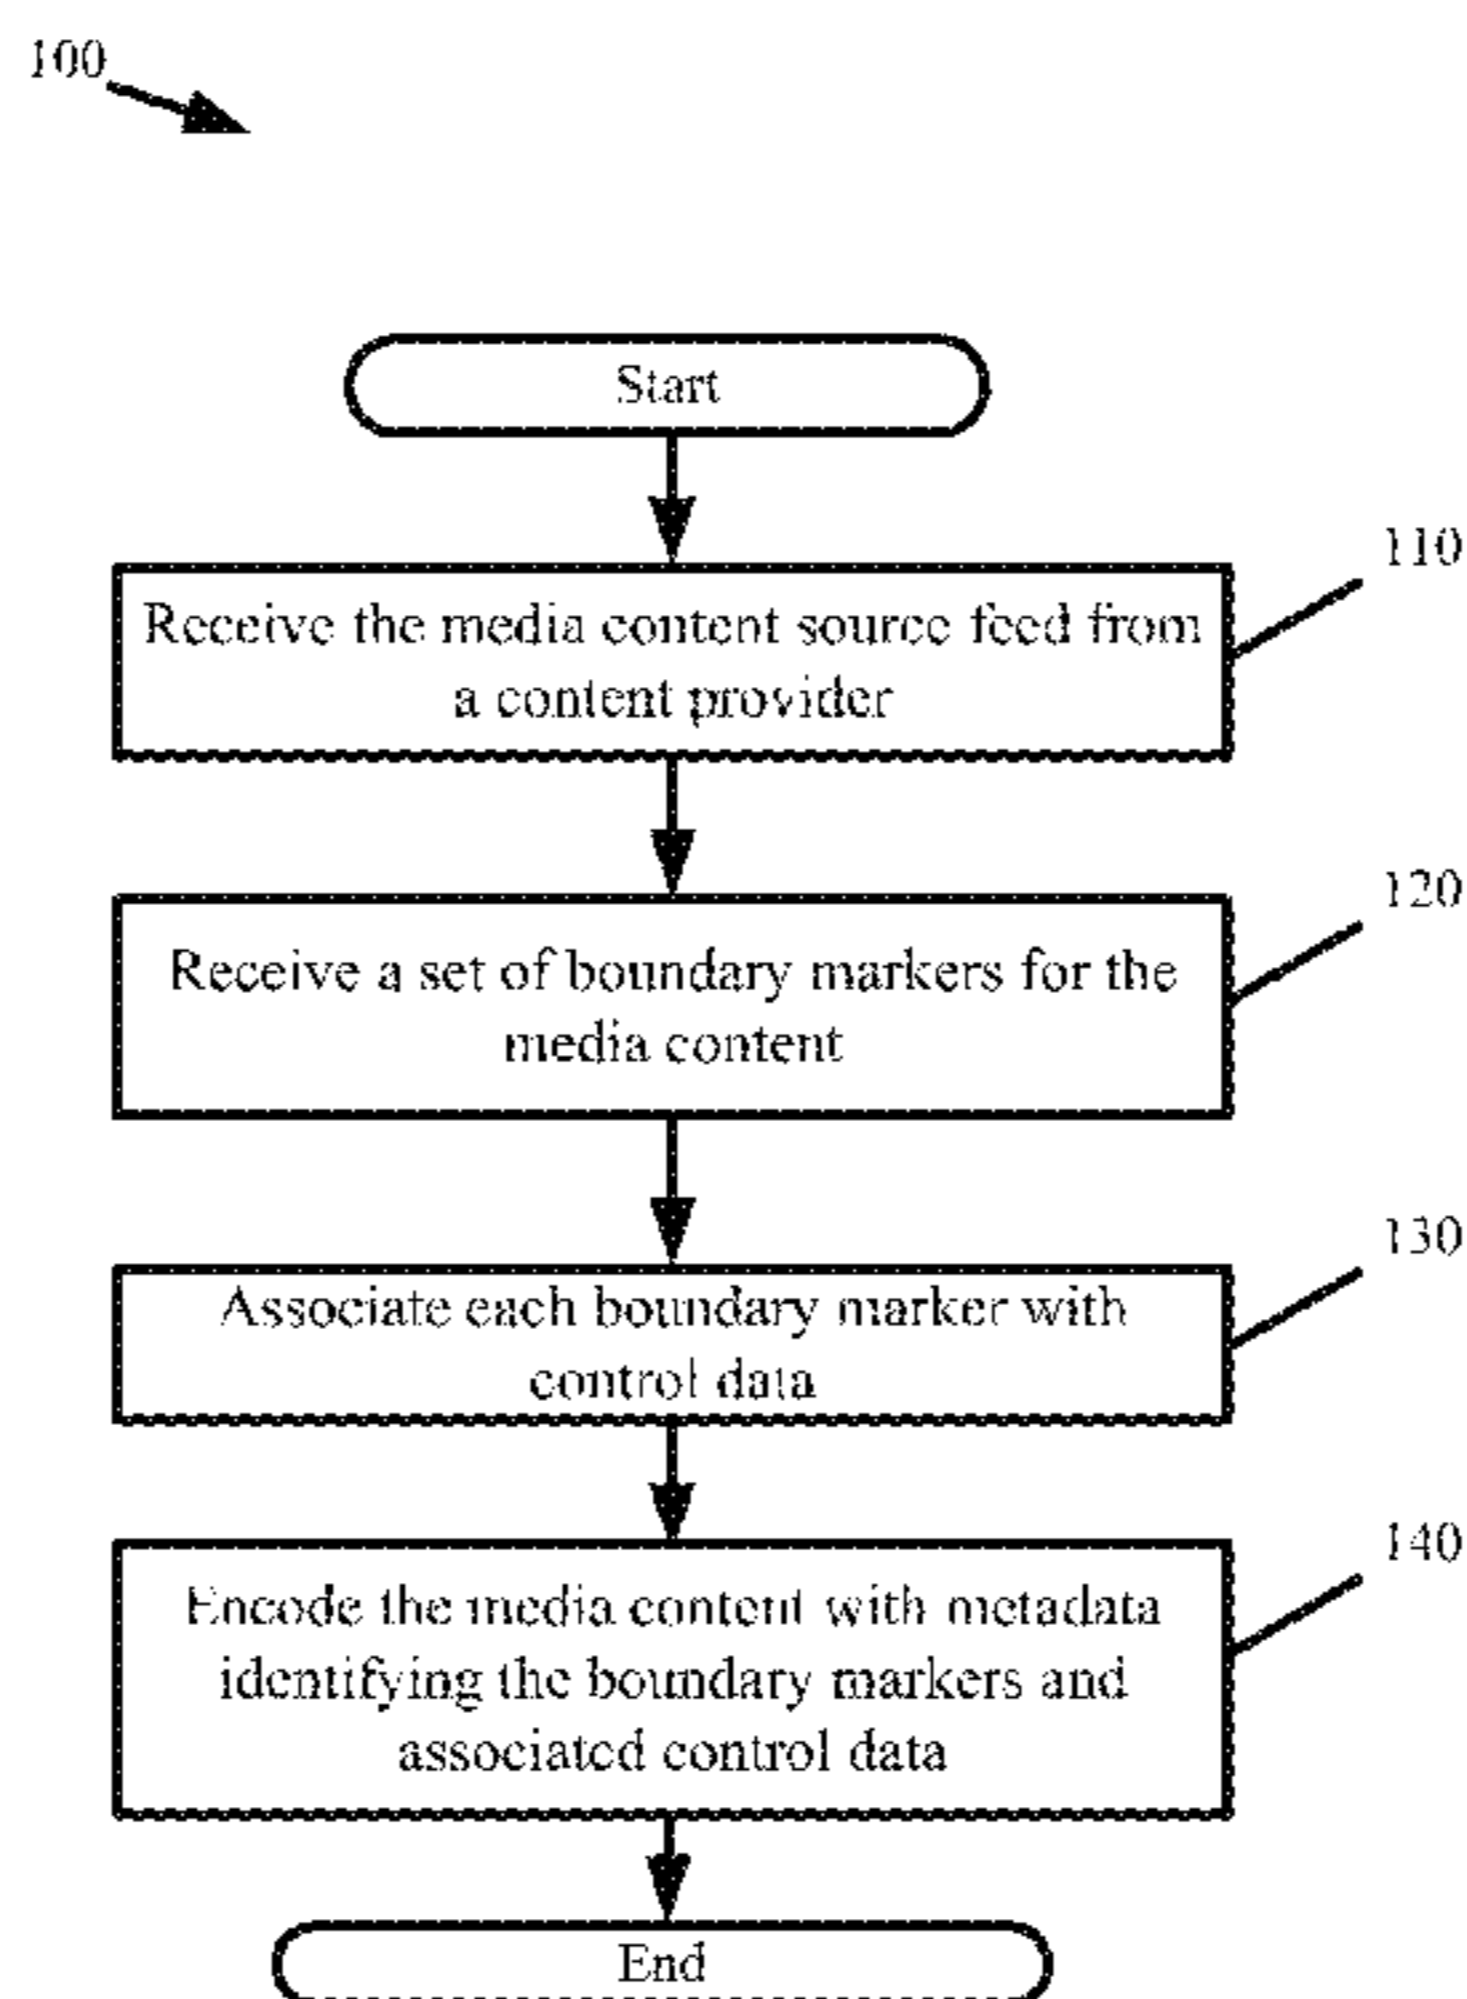 100
Start
110
Receive the media content source feed from
a content provider
120
Receive a set of boundary markers for the
media content
130
Associate each boundary marker with
control data
140
Encode the media content with metadata
identifying the boundary markers and
associated control data
End